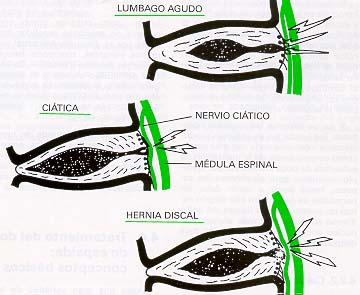 LUMBAGO AGUDO
CIÁTICA
NERVIO CIÁTICO
MÉDULA ESPINAL
HERNIA DISCAL